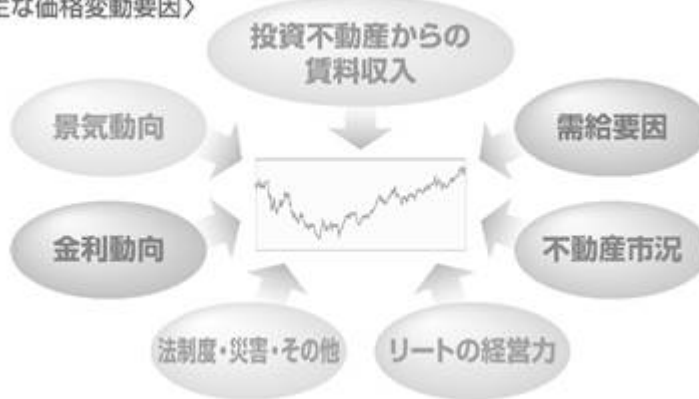 な価格変動要因〉
投資不動産からの
賃料収入
景気動向
需給要因
金利動向
不動産市況
法制度・災害・その他
リートの経営力